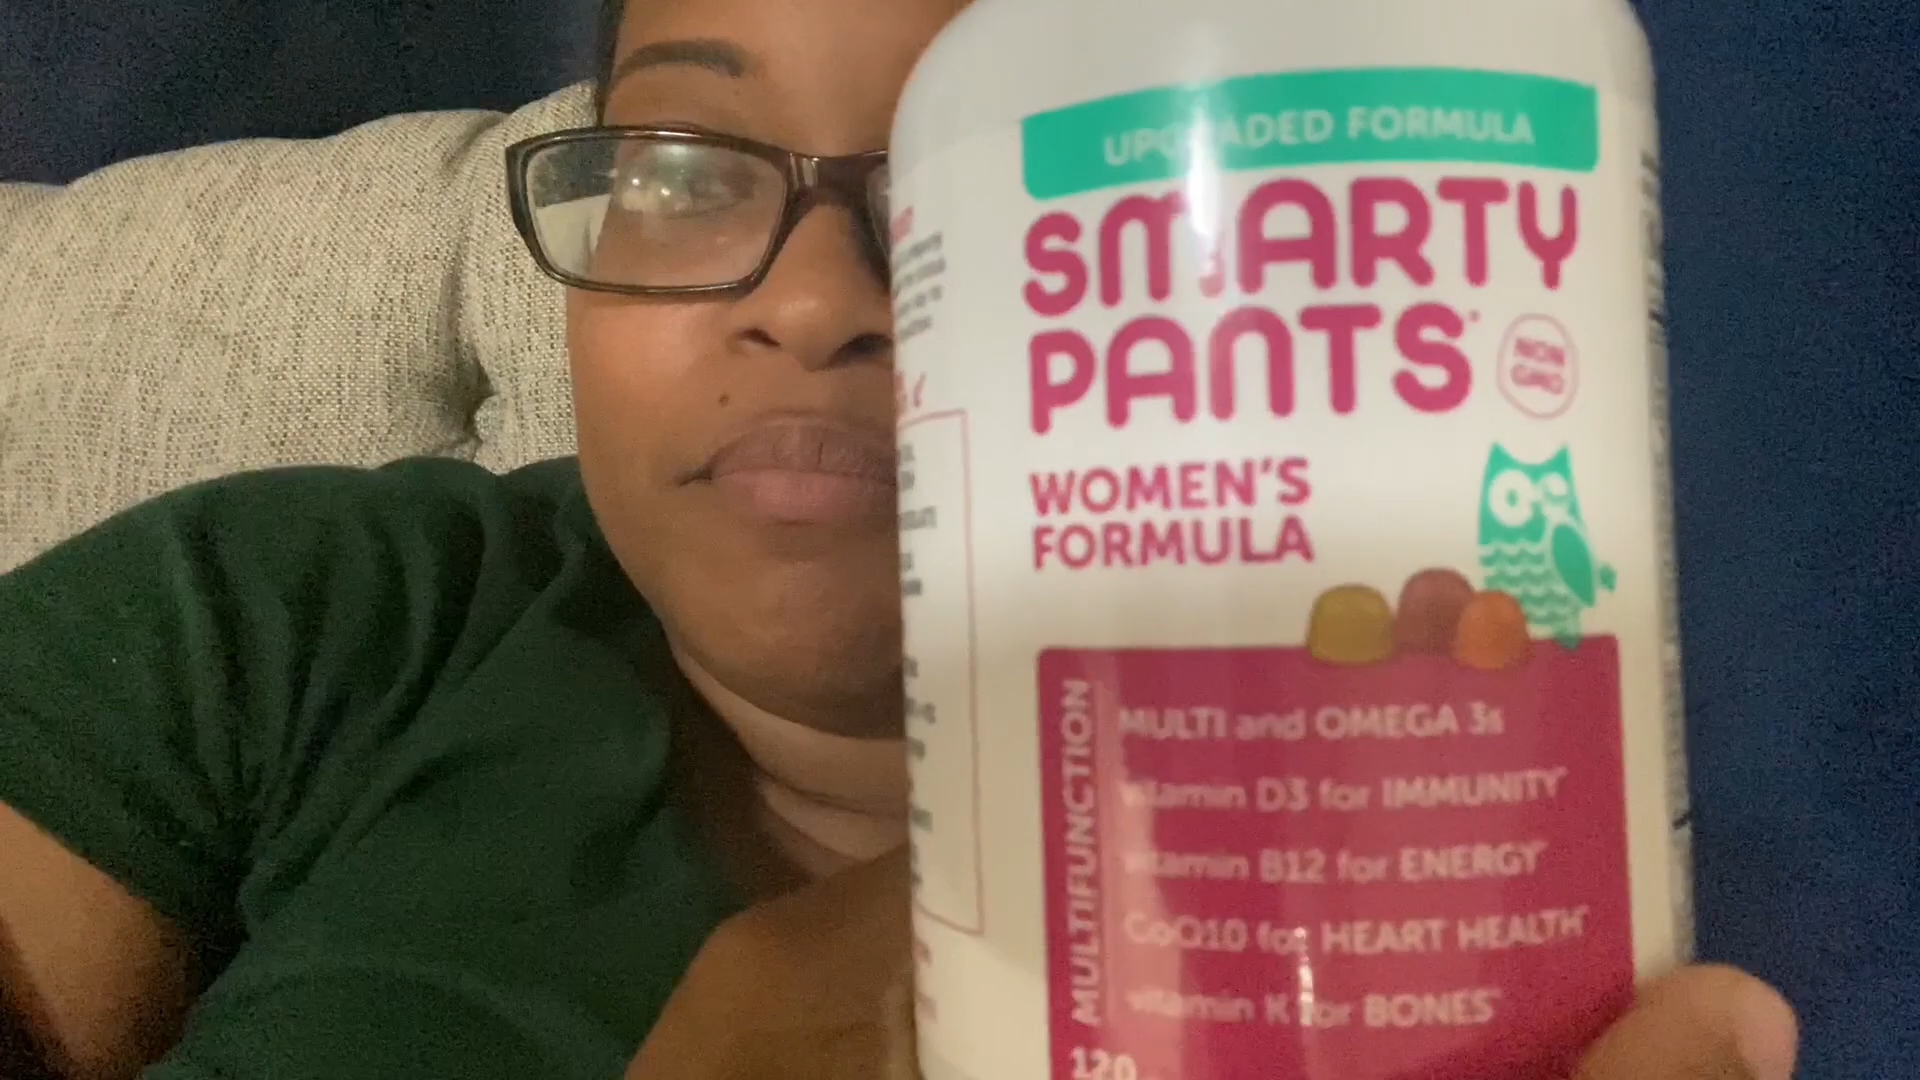 UPGRADED FORMULA
SMARTY
PANTS
NON
GMO
WOMEN'S
FORMULA
MULTIFUNCTION
MULTI and OMEGA 3s
vitamin D3 for IMMUNITY*
vitamin B12 for ENERGY*
CoQ10 for HEART HEALTH*
vitamin K for BONES*
120